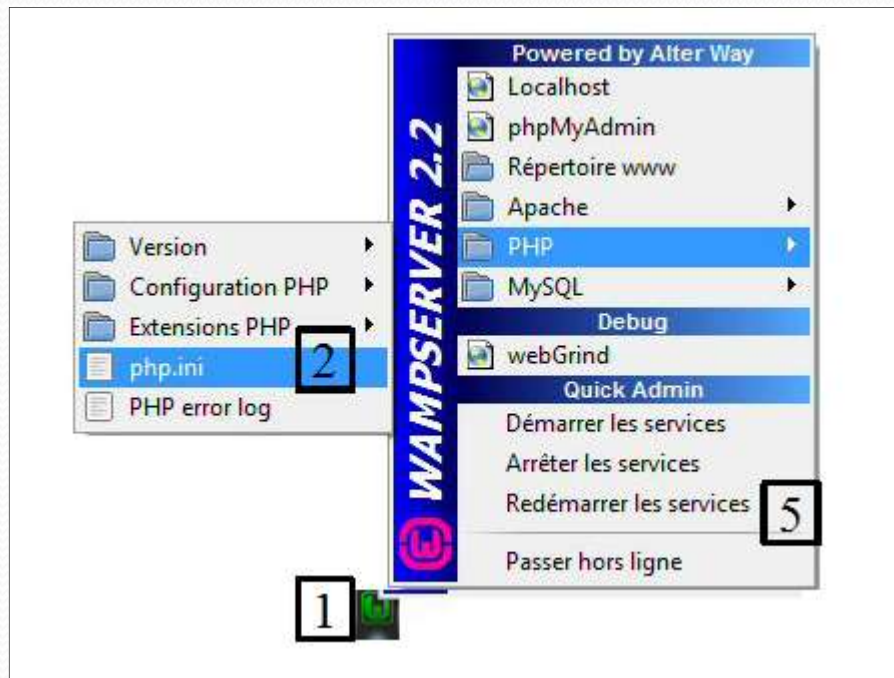 Powered by Alter Way
Localhost
phpMyAdmin
Répertoire www
Apache
PHP
MySQL
Debug
webGrind
Quick Admin
Démarrer les services
Arrêter les services
Redémarrer les services
5
Passer hors ligne
WAMPSERVER 2.2
Version
Configuration PHP
Extensions PHP
php.ini
2
PHP error log
1